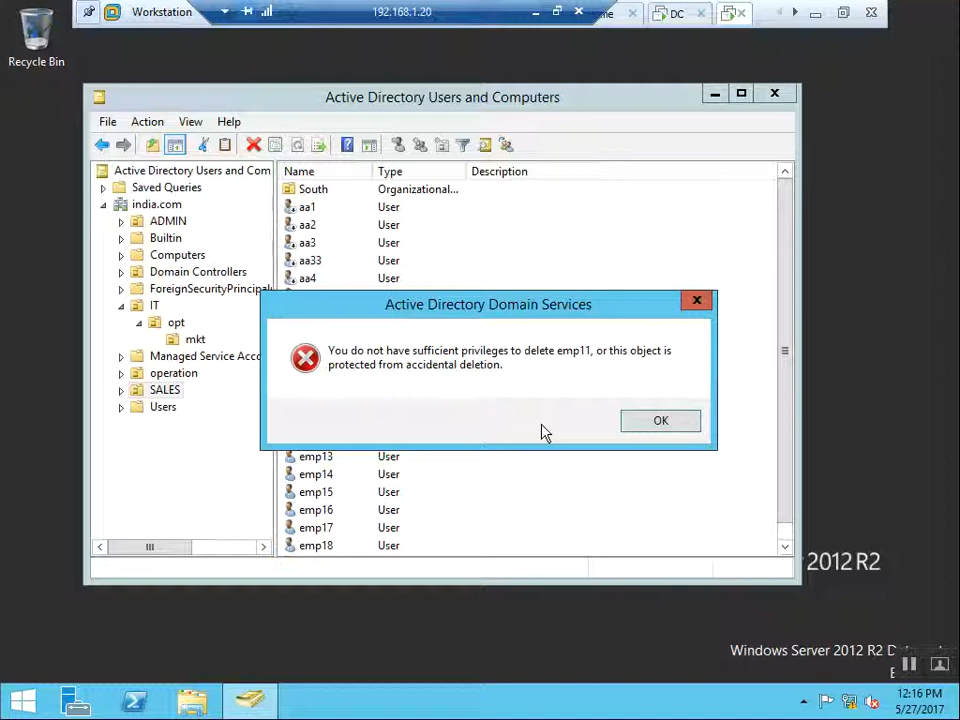 Workstation
192.168.1.20
me
DC
Recycle Bin
Active Directory Users and Computers
File Action View Help
Active Directory Users and Com
Saved Queries
india.com
ADMIN
Builtin
Computers
Domain Controllers
ForeignSecurityPrincipal
IT
opt
mkt
Managed Service Acco
operation
SALES
Users
Name Type Description
South Organizational...
aa1 User
aa2 User
aa3 User
aa33 User
aa4 User
Active Directory Domain Services
You do not have sufficient privileges to delete emp11, or this object is
protected from accidental deletion.
OK
emp13 User
emp14 User
emp15 User
emp16 User
emp17 User
emp18 User
2012 R2
Windows Server 2012 R2 D
12:16 PM
5/27/2017